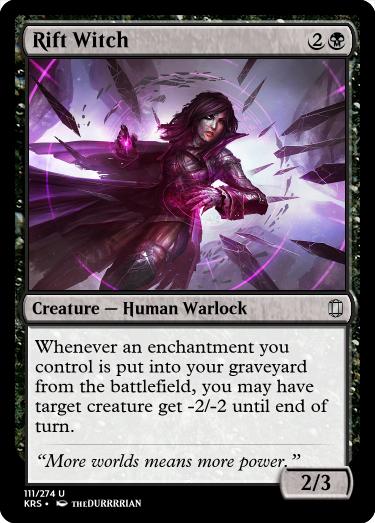 Rift Witch 2
Creature — Human Warlock
Whenever an enchantment you
control is put into your graveyard
from the battlefield, you may have
target creature get -2/-2 until end of
turn.
“More worlds means more power.”
2/3
111/274 U
KRS • theDURRRRIAN